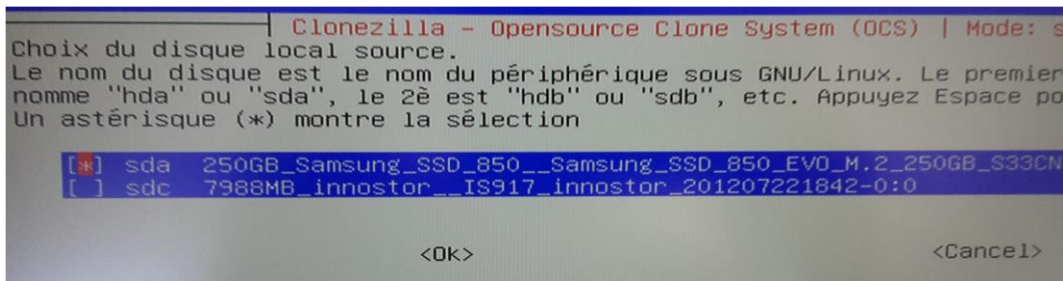 Clonezilla - Opensource Clone System (OCS) | Mode:
Choix du disque local source.
Le nom du disque est le nom du périphérique sous GNU/Linux. Le premier
nomme "hda" ou "sda", le 2è est "hdb" ou "sdb", etc. Appuyez Espace po
Un astérisque (*) montre la sélection
[*] sda 250GB_Samsung_SSD_850__Samsung_SSD_850_EVO_M.2_250GB_S33CN
[ ] sdc 7988MB_innostor__IS917_innostor_201207221842-0:0
<Ok> <Cancel>